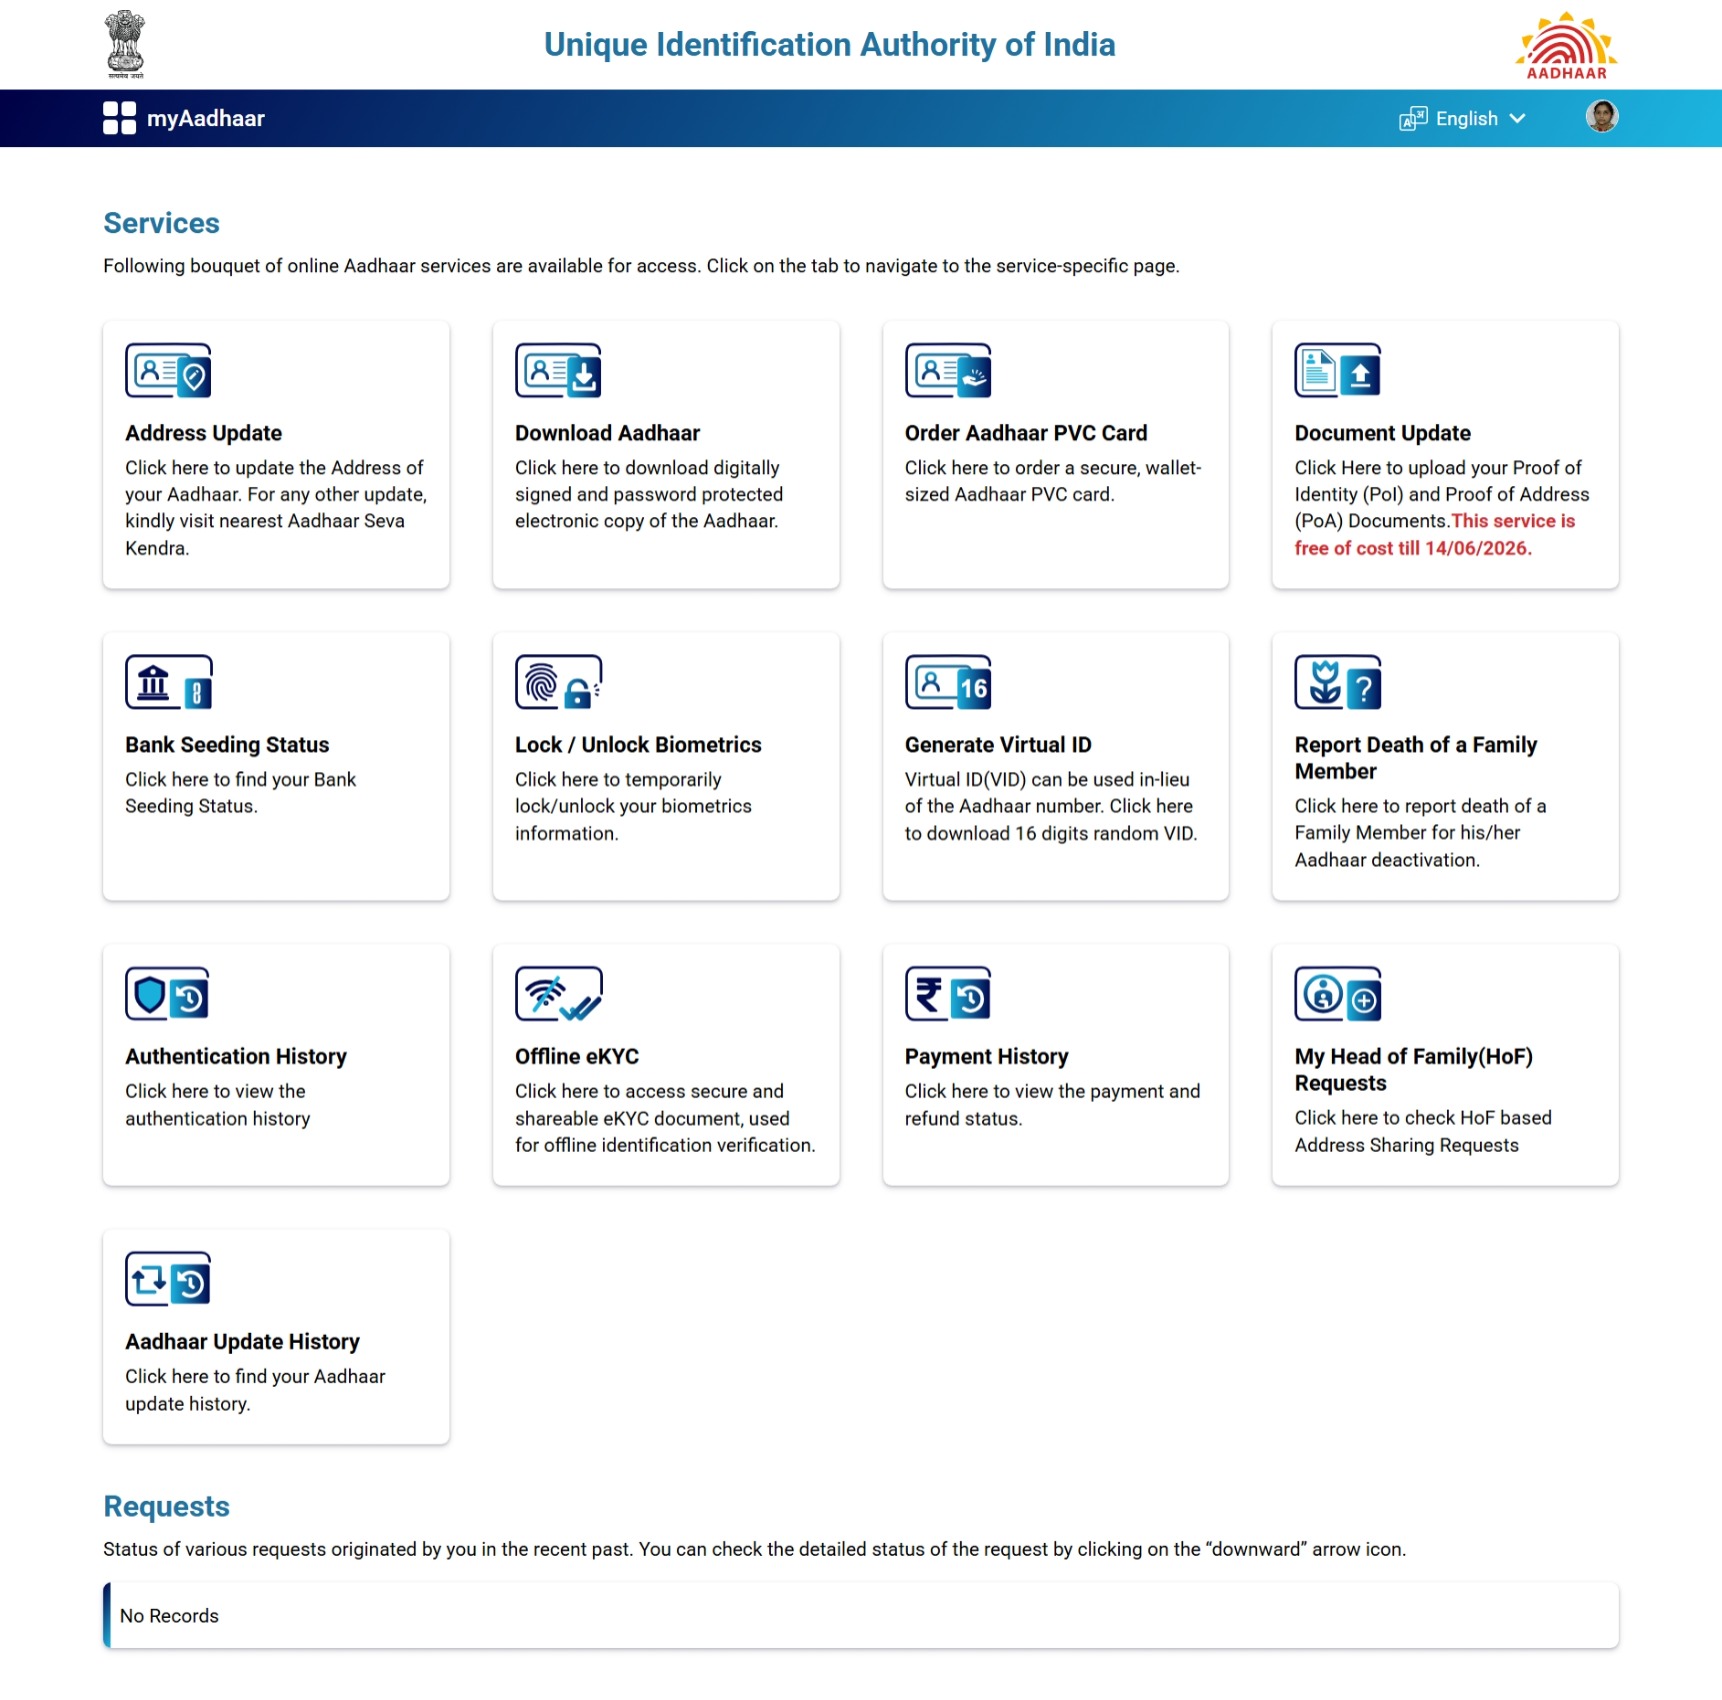 Unique Identification Authority of India
सत्यमेव जयते
AADHAAR
myAadhaar
English
Services
Following bouquet of online Aadhaar services are available for access. Click on the tab to navigate to the service-specific page.
Address Update
Click here to update the Address of
your Aadhaar. For any other update,
kindly visit nearest Aadhaar Seva
Kendra.
Download Aadhaar
Click here to download digitally
signed and password protected
electronic copy of the Aadhaar.
Order Aadhaar PVC Card
Click here to order a secure, wallet-
sized Aadhaar PVC card.
Document Update
Click Here to upload your Proof of
Identity (PoI) and Proof of Address
(PoA) Documents.This service is
free of cost till 14/06/2026.
Bank Seeding Status
Click here to find your Bank
Seeding Status.
Lock / Unlock Biometrics
Click here to temporarily
lock/unlock your biometrics
information.
16
Generate Virtual ID
Virtual ID(VID) can be used in-lieu
of the Aadhaar number. Click here
to download 16 digits random VID.
?
Report Death of a Family
Member
Click here to report death of a
Family Member for his/her
Aadhaar deactivation.
Authentication History
Click here to view the
authentication history
Offline eKYC
Click here to access secure and
shareable eKYC document, used
for offline identification verification.
₹
Payment History
Click here to view the payment and
refund status.
My Head of Family(HoF)
Requests
Click here to check HoF based
Address Sharing Requests
Aadhaar Update History
Click here to find your Aadhaar
update history.
Requests
Status of various requests originated by you in the recent past. You can check the detailed status of the request by clicking on the “downward” arrow icon.
No Records